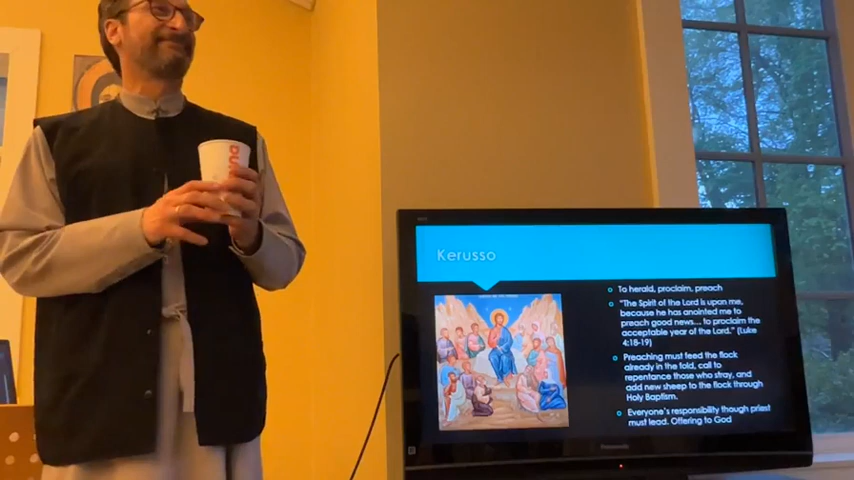 DUN
Kerusso
To herald, proclaim, preach
"The Spirit of the Lord is upon me,
because he has anointed me to
preach good news.... to proclaim the
acceptable year of the Lord." (Luke
4:18-19)
Preaching must feed the flock
already in the fold, call to
repentance those who stray, and
add new sheep to the flock through
Holy Baptism.
Everyone's responsibility though priest
must lead. Offering to God